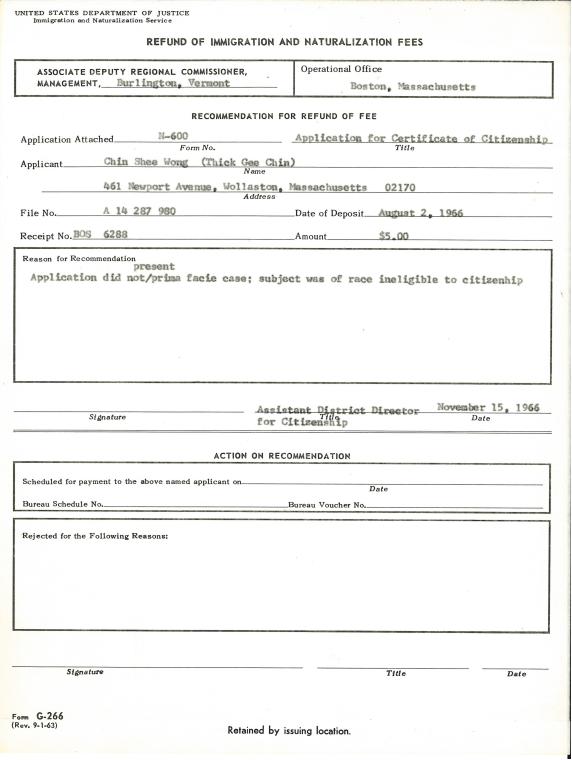 UNITED STATES DEPARTMENT OF JUSTICE
Immigration and Naturalization Service
REFUND OF IMMIGRATION AND NATURALIZATION FEES
ASSOCIATE DEPUTY REGIONAL COMMISSIONER,
MANAGEMENT, Burlington, Vermont
Operational Office
Boston, Massachusetts
RECOMMENDATION FOR REFUND OF FEE
Application Attached N-600 Application for Certificate of Citizenship
Form No. Title
Applicant Chin Shee Wong (Thick Gee Chin)
Name
461 Newport Avenue, Wollaston, Massachusetts 02170
Address
File No. A 14 287 980 Date of Deposit August 2, 1966
Receipt No. BOS 6288 Amount $5.00
Reason for Recommendation
present
Application did not/prima facie case; subject was of race ineligible to citizenhip
Assistant District Director November 15, 1966
Signature Title Date
for Citizenship
ACTION ON RECOMMENDATION
Scheduled for payment to the above named applicant on
Date
Bureau Schedule No. Bureau Voucher No.
Rejected for the Following Reasons:
Signature Title Date
Form G-266
(Rev. 9-1-63)
Retained by issuing location.